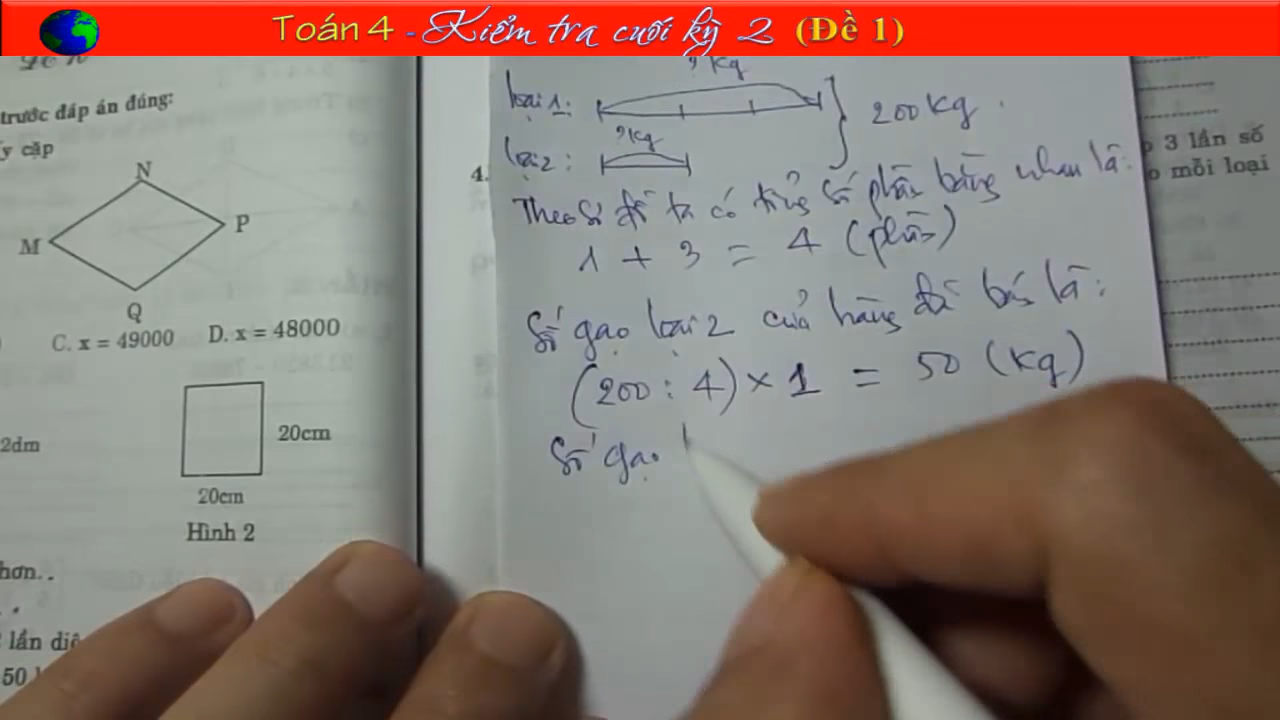 Toán 4 - Kiểm tra cuối kỳ 2 (Đề 1)
trước đáp án đúng:
y cặp
N
M
P
Q
C. x = 49000 D. x = 48000
2dm
20cm
20cm
Hình 2
hơn. .
lần diệ
50
? kg
loại 1:
200 kg.
? kg
loại 2:
4.
Theo sơ đồ ta có tổng số phần bằng nhau là:
1 + 3 = 4 (phần)
Số gạo loại 2 cửa hàng đã bán là:
(200 : 4) × 1 = 50 (kg)
Số gạo l
3 lần số
mỗi loại